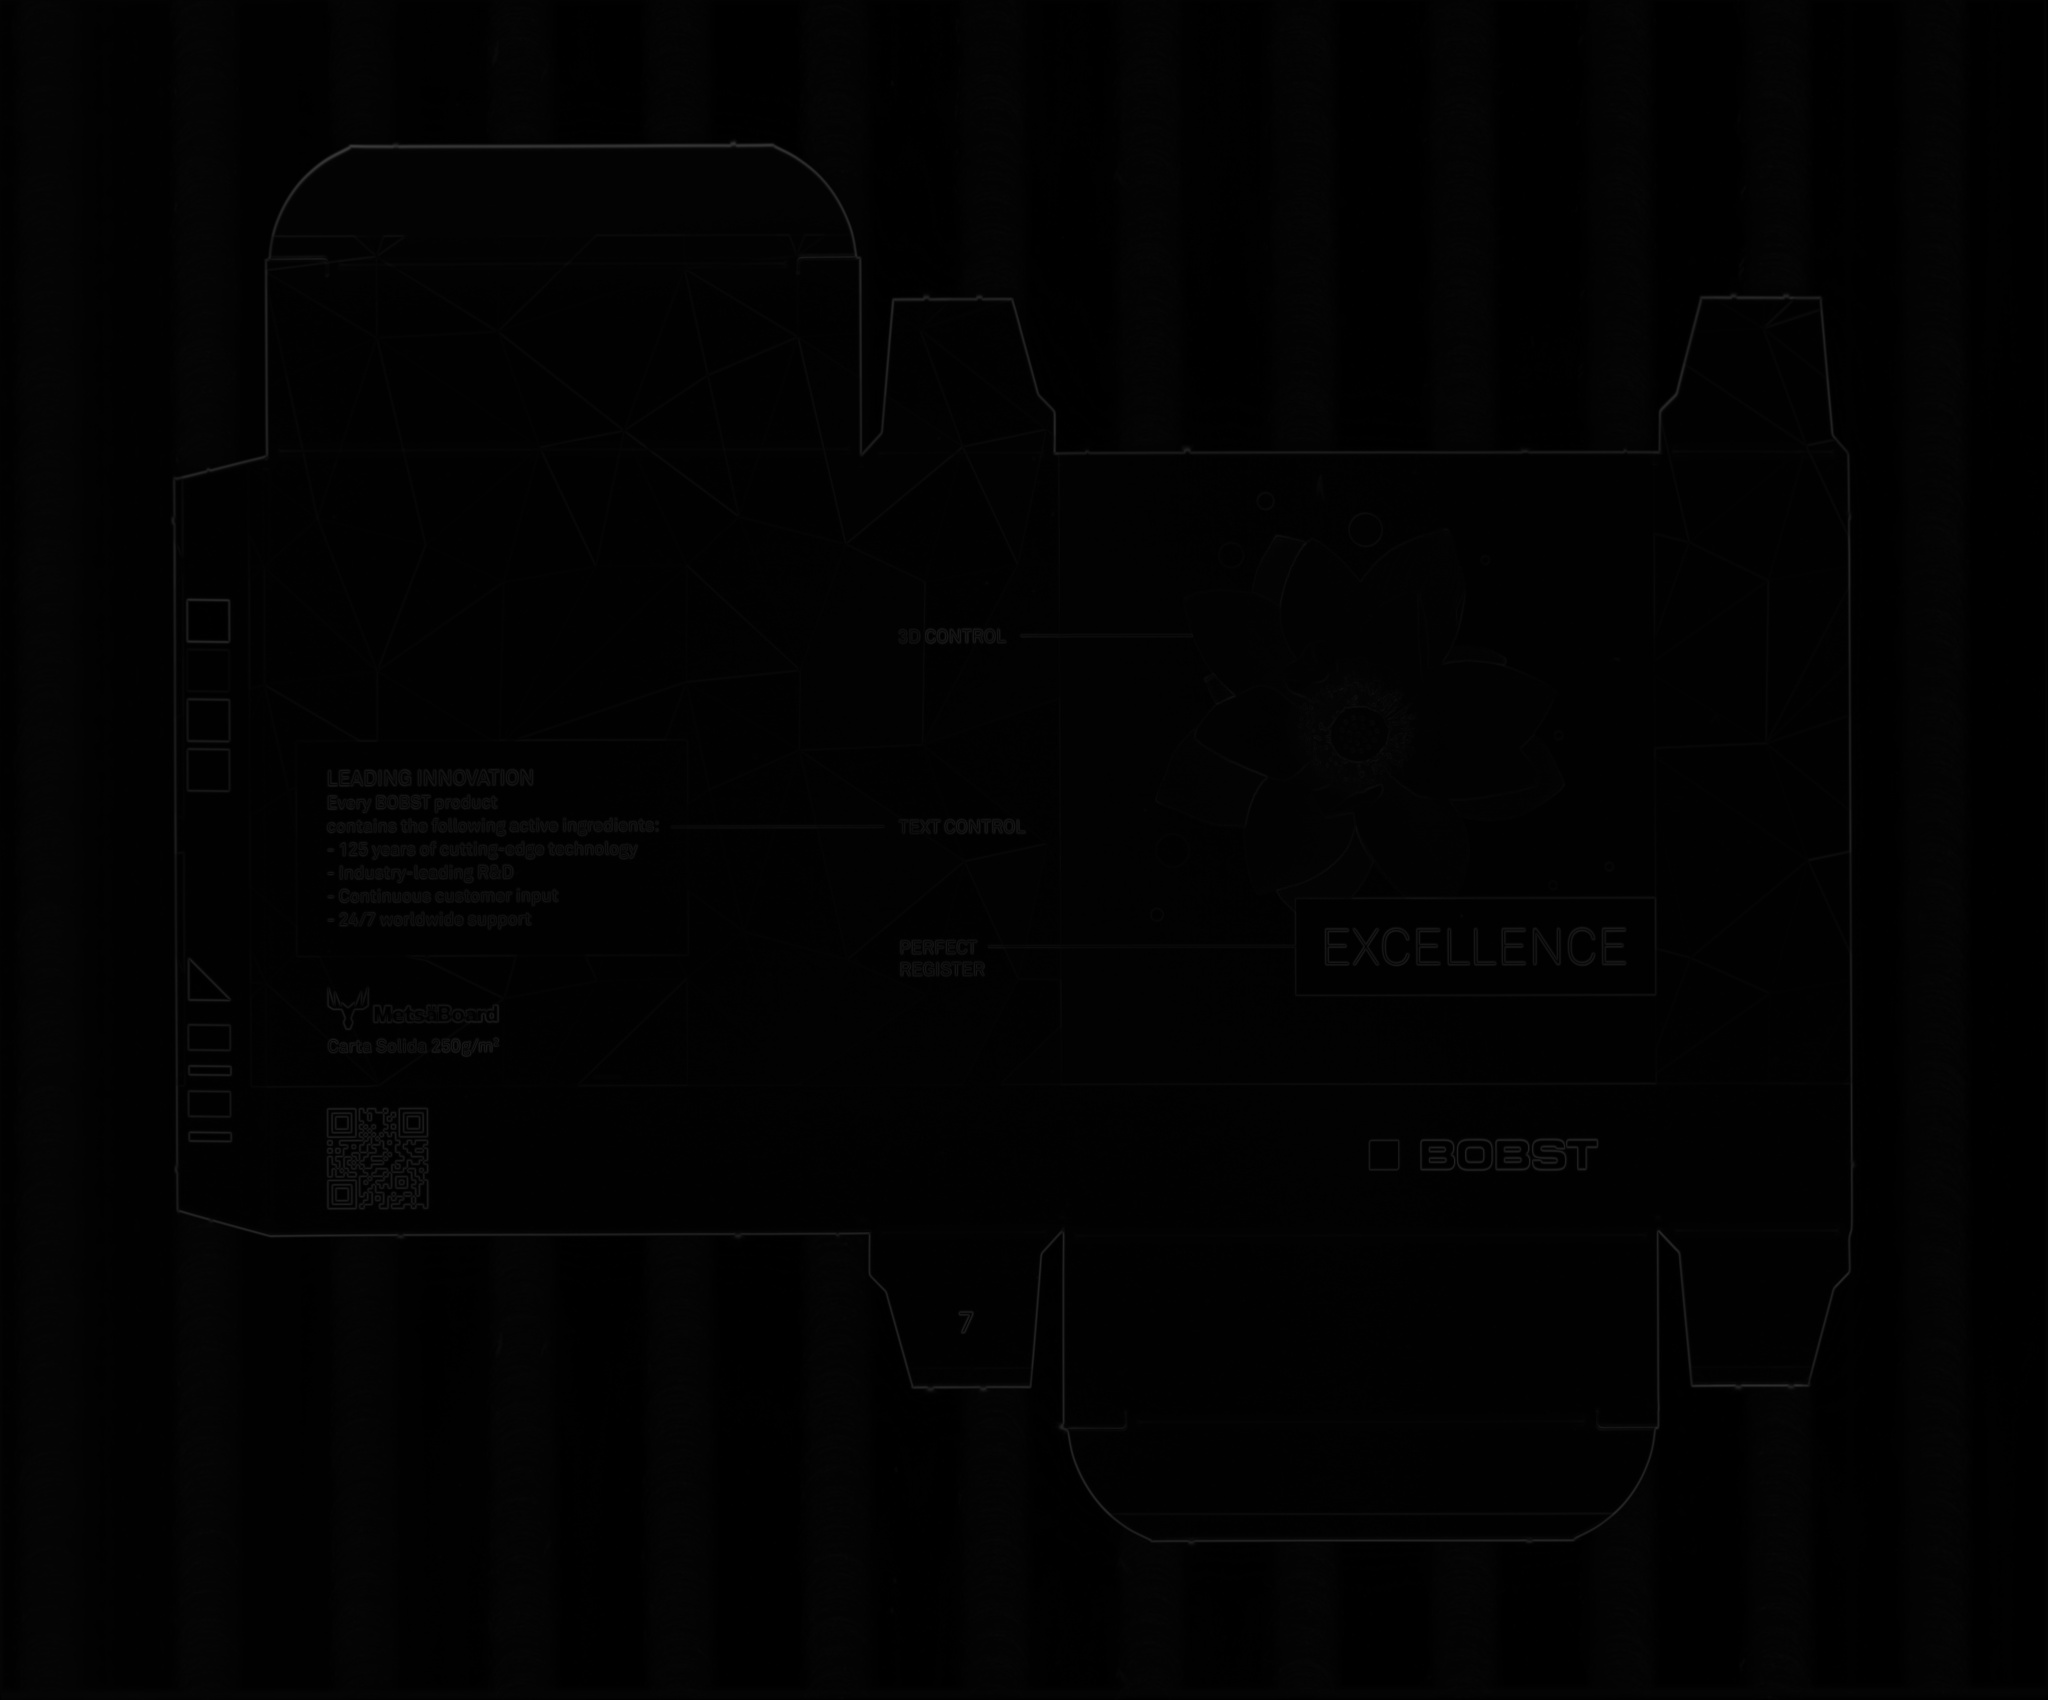 3D CONTROL
LEADING INNOVATION
Every BOBST product
contains the following active ingredients:
- 125 years of cutting-edge technology
- Industry-leading R&D
- Continuous customer input
- 24/7 worldwide support
TEXT CONTROL
PERFECT
REGISTER
EXCELLENCE
MetsäBoard
Carta Solida 250g/m²
BOBST
7